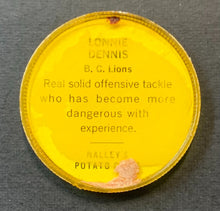 LONNIE
DENNIS
B. C. Lions
Real solid offensive tackle
who has become more
dangerous with
experience.
NALLEY'S
POTATO